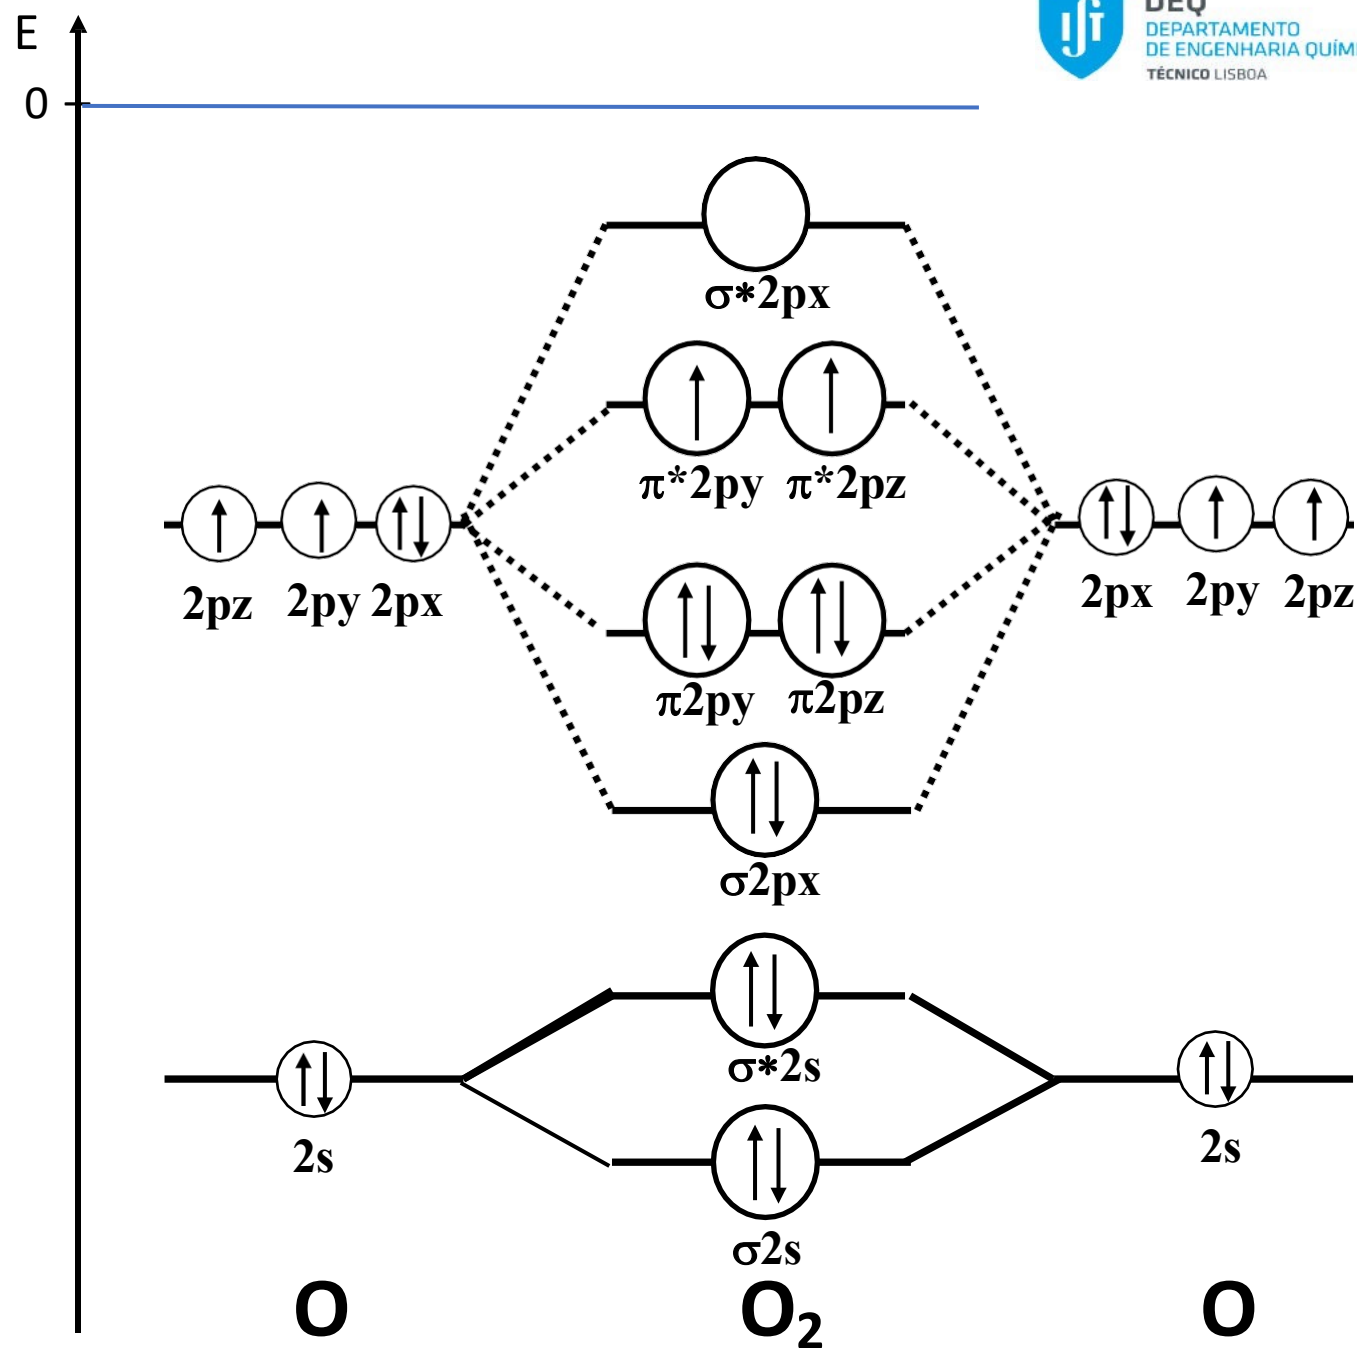 E
DEQ
DEPARTAMENTO
DE ENGENHARIA QUÍM
TÉCNICO LISBOA
0
σ*2px
π*2py π*2pz
2pz 2py 2px
2px 2py 2pz
π2py π2pz
σ2px
σ*2s
2s
2s
σ2s
O
O₂
O